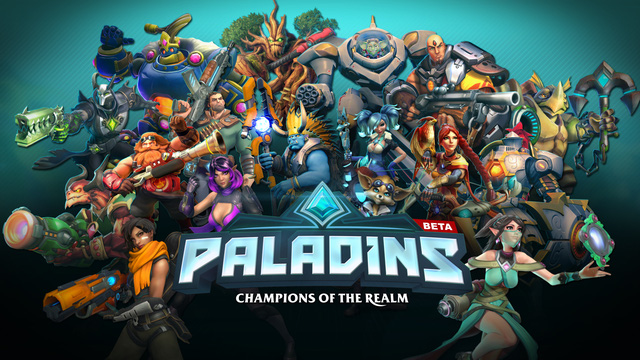 BETA
PALADINS
CHAMPIONS OF THE REALM